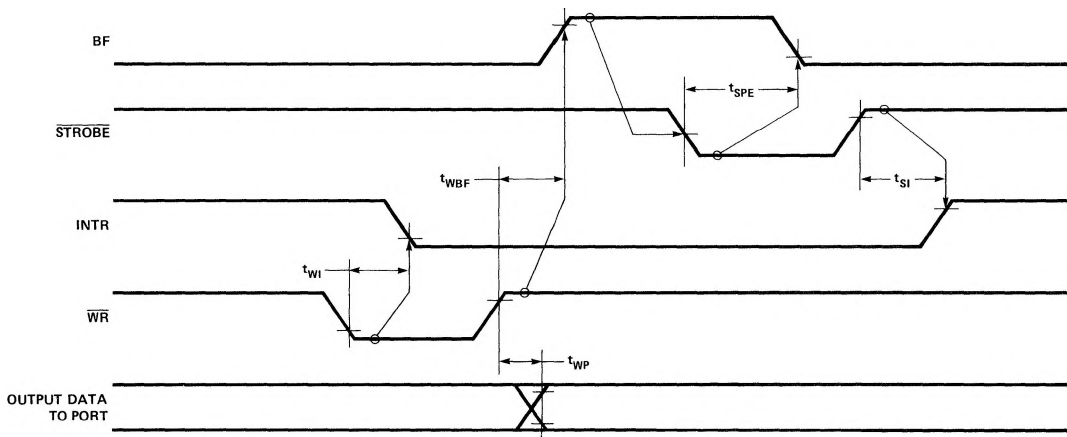 BF
t_SPE
STROBE
t_WBF
t_SI
INTR
t_WI
WR
t_WP
OUTPUT DATA
TO PORT